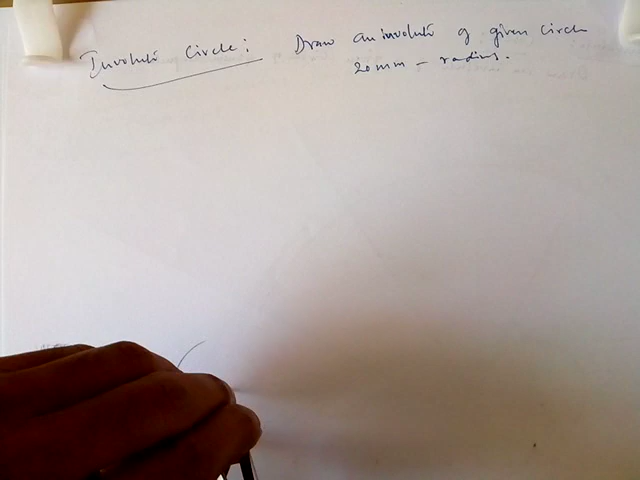 Involute Circle: Draw an involute of given Circle
20mm - radius.